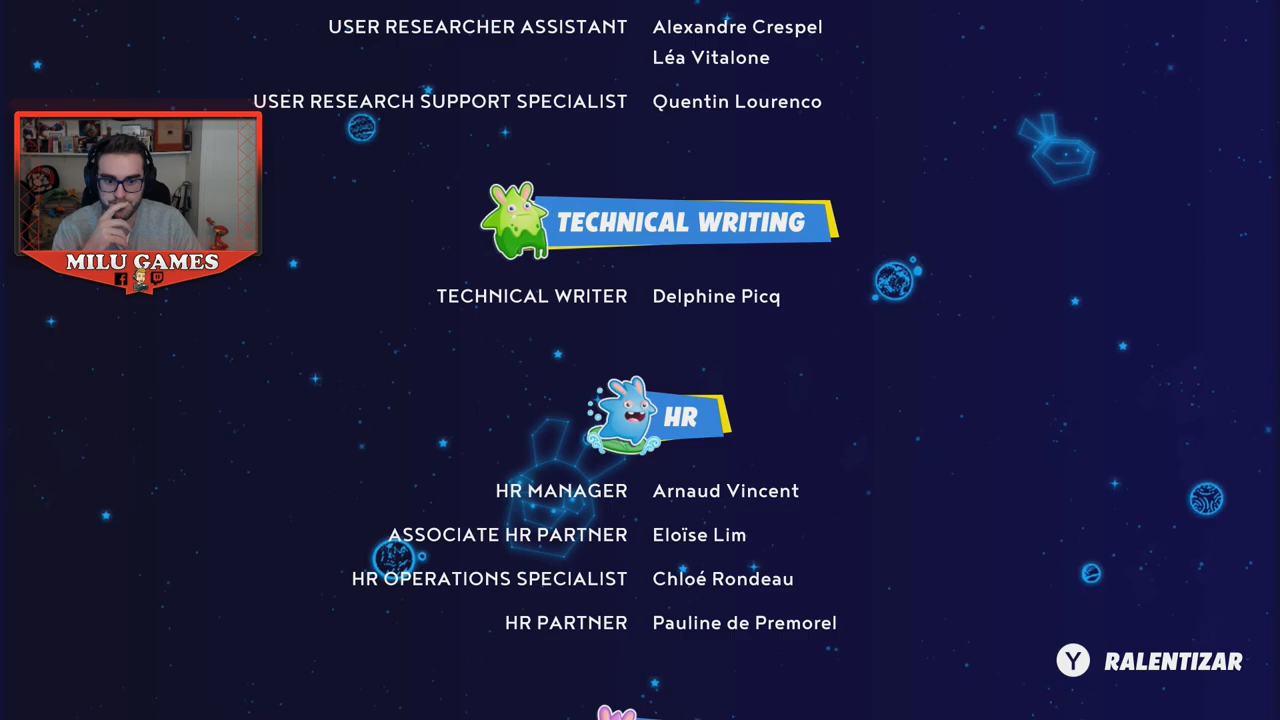 USER RESEARCHER ASSISTANT Alexandre Crespel
Léa Vitalone
USER RESEARCH SUPPORT SPECIALIST Quentin Lourenco
MILU GAMES
TECHNICAL WRITING
TECHNICAL WRITER Delphine Picq
HR
HR MANAGER Arnaud Vincent
ASSOCIATE HR PARTNER Eloïse Lim
HR OPERATIONS SPECIALIST Chloé Rondeau
HR PARTNER Pauline de Premorel
Y RALENTIZAR